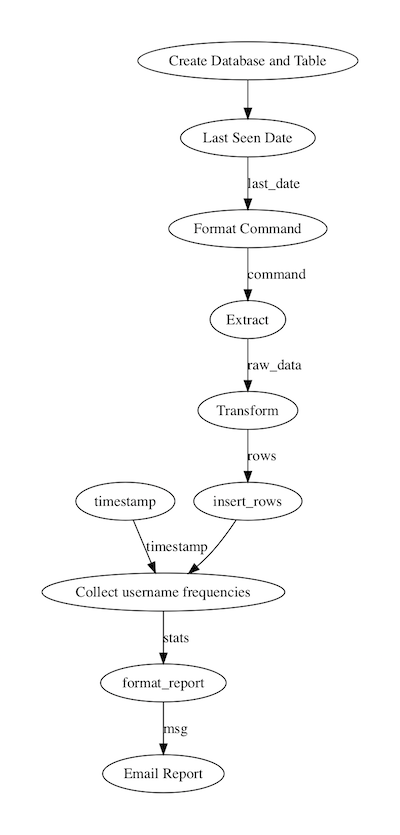 Create Database and Table
Last Seen Date
last_date
Format Command
command
Extract
raw_data
Transform
rows
timestamp
insert_rows
timestamp
Collect username frequencies
stats
format_report
msg
Email Report